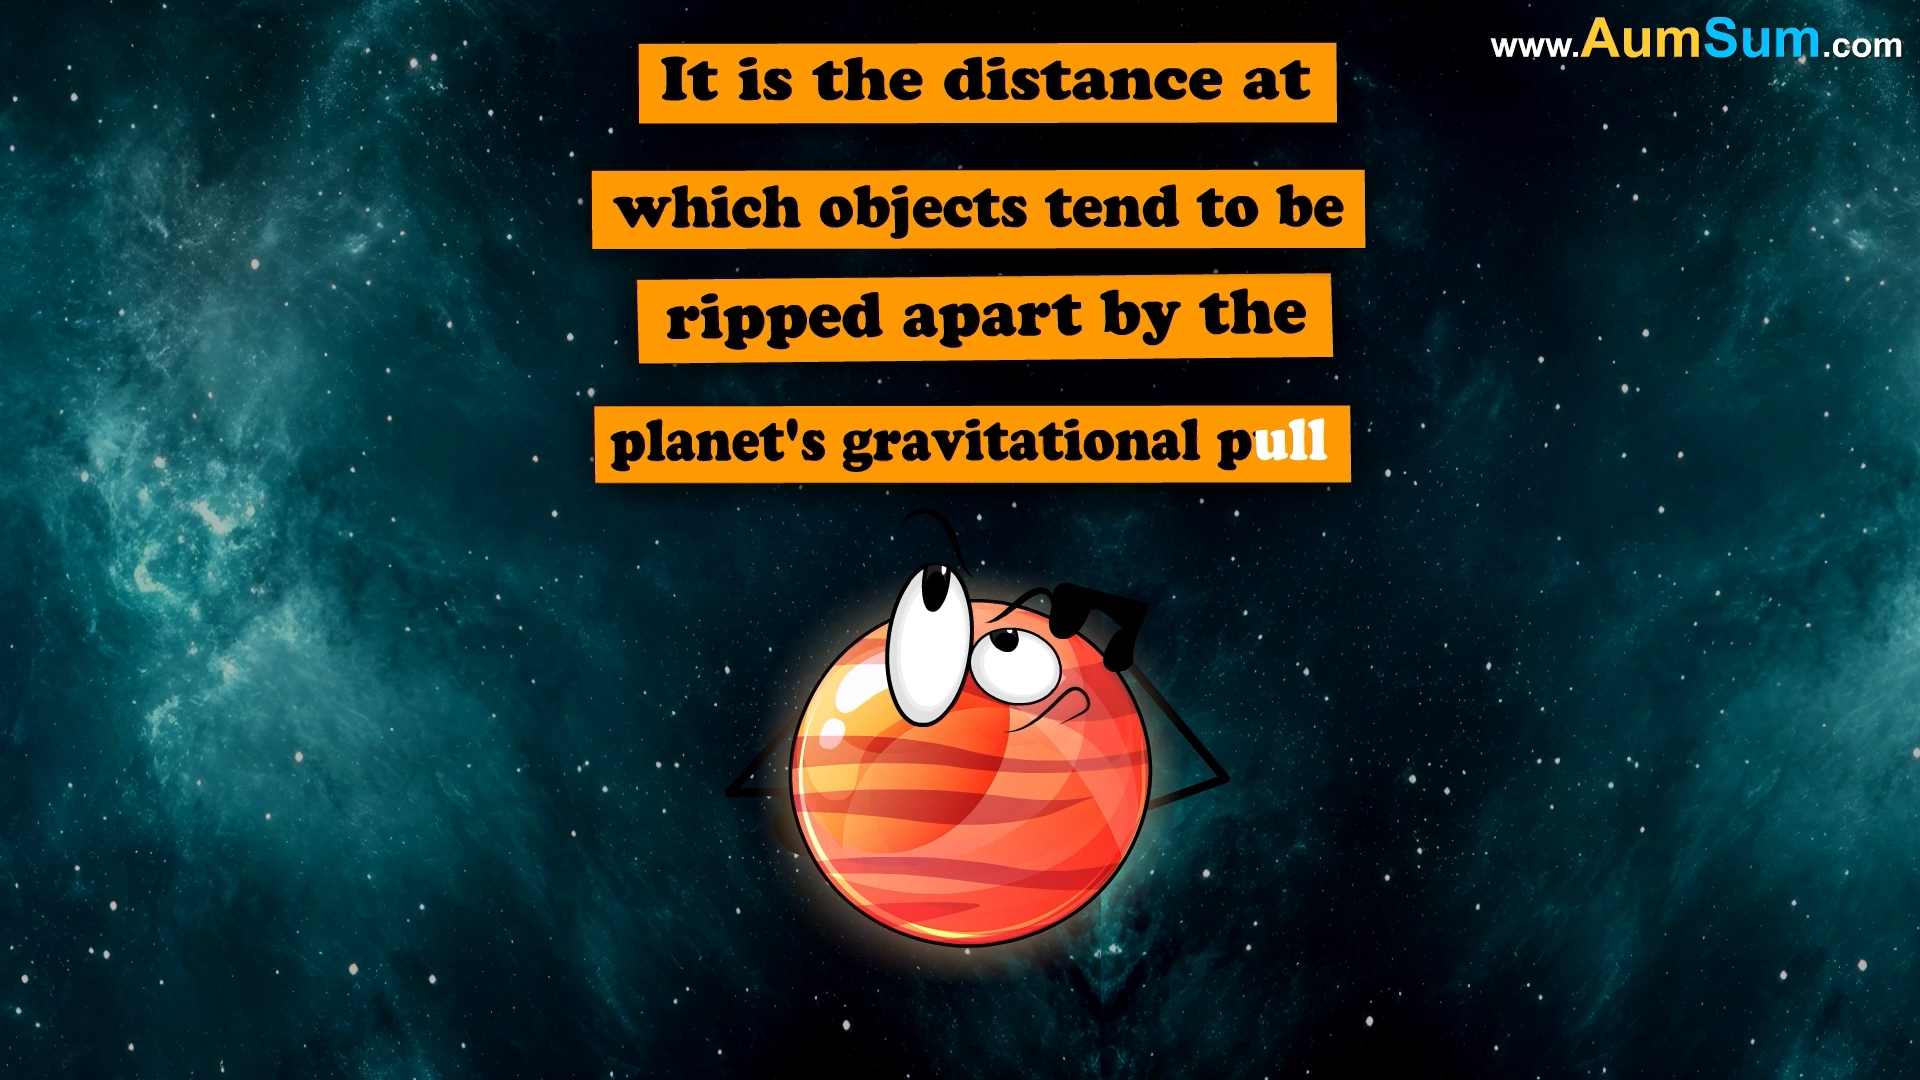 www.AumSum.com
It is the distance at
which objects tend to be
ripped apart by the
planet's gravitational pull